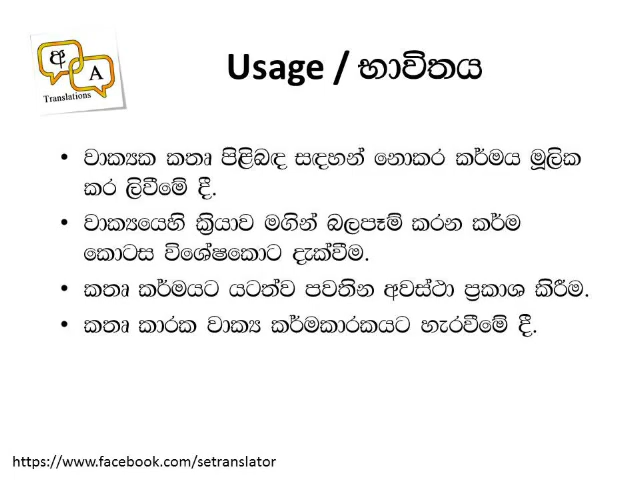 අ
A
Translations
Usage / භාවිතය
• වාක්‍යක කතෘ පිළිබඳ සඳහන් නොකර කර්මය මූලික
කර ලිවීමේ දී.
• වාක්‍යයෙහි ක්‍රියාව මගින් බලපෑම් කරන කර්ම
කොටස විශේෂකොට දැක්වීම.
• කතෘ කර්මයට යටත්ව පවතින අවස්ථා ප්‍රකාශ කිරීම.
• කතෘ කාරක වාක්‍ය කර්මකාරකයට හැරවීමේ දී.
https://www.facebook.com/setranslator